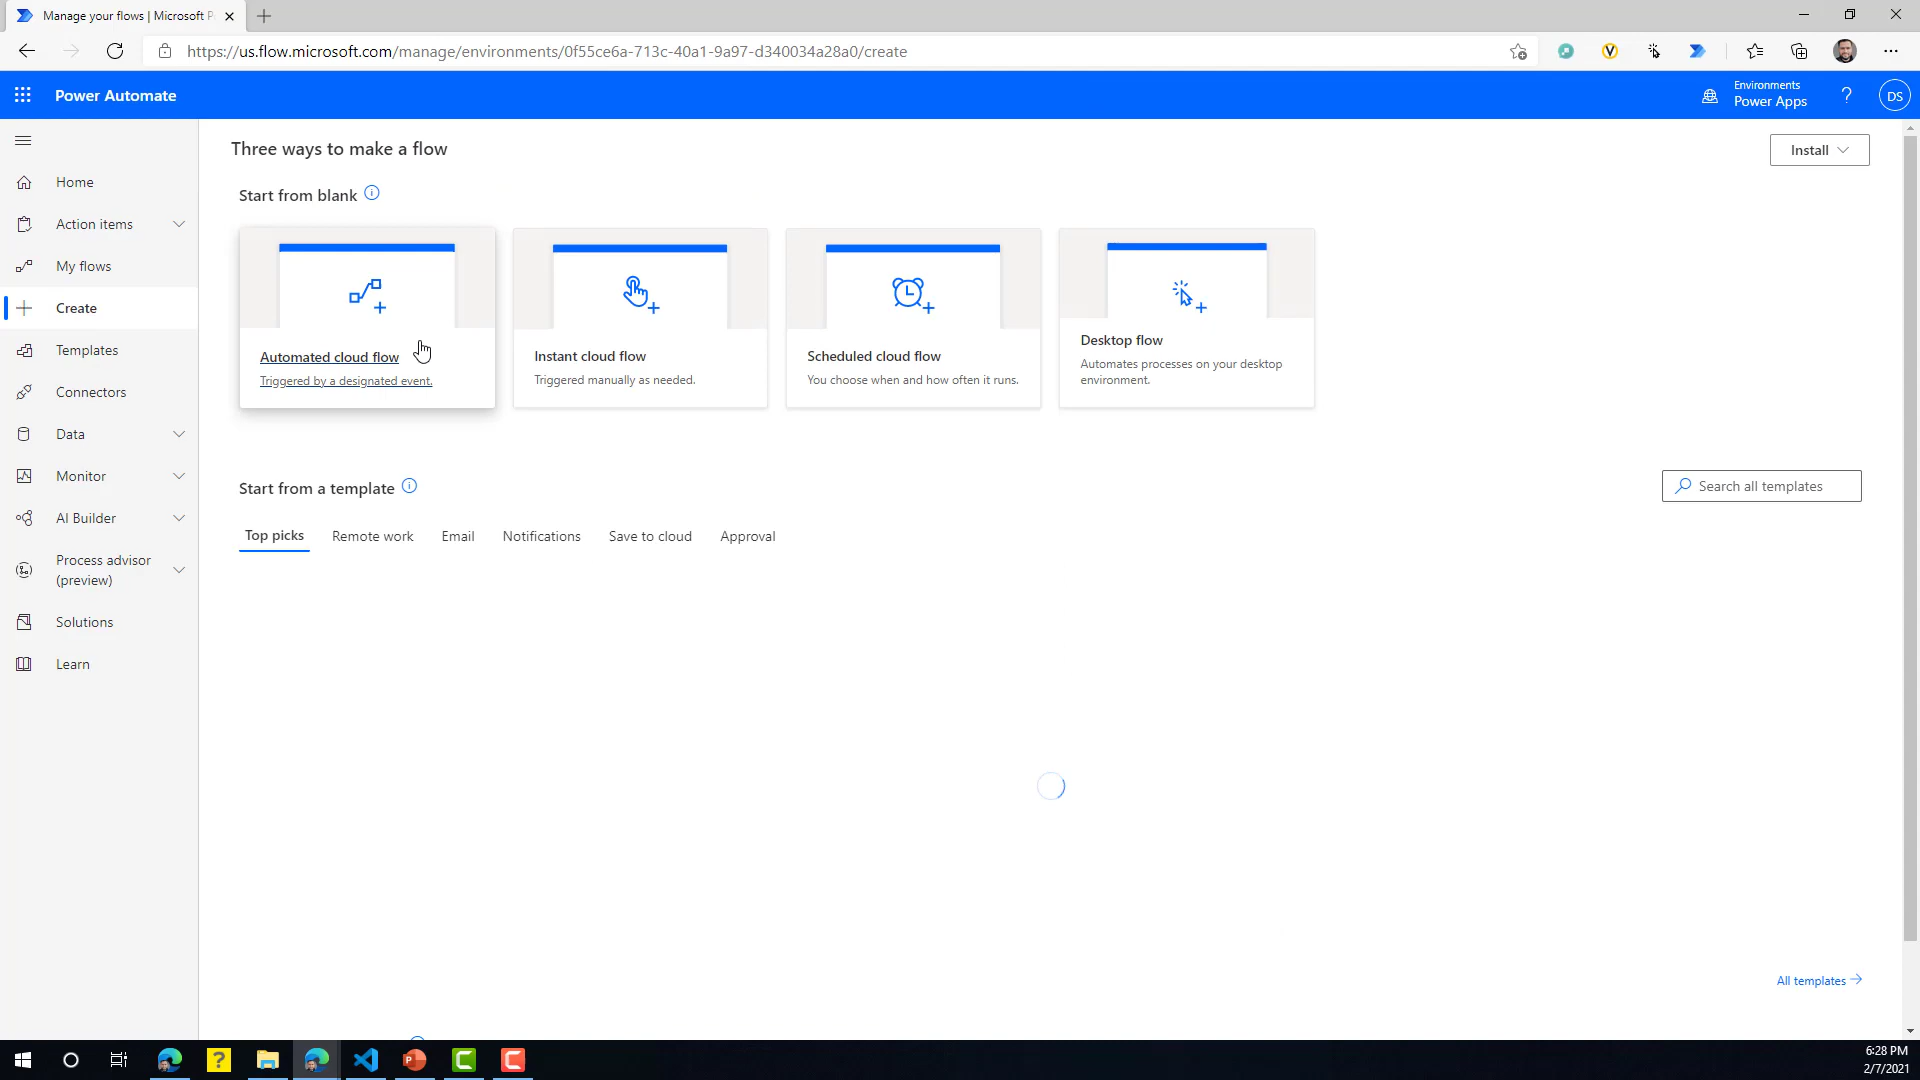 Manage your flows | Microsoft P
https://us.flow.microsoft.com/manage/environments/0f55ce6a-713c-40a1-9a97-d340034a28a0/create
Power Automate
Environments
Power Apps
?
DS
Home
Action items
My flows
Create
Templates
Connectors
Data
Monitor
AI Builder
Process advisor
(preview)
Solutions
Learn
Three ways to make a flow
Install
Start from blank
Automated cloud flow
Triggered by a designated event.
Instant cloud flow
Triggered manually as needed.
Scheduled cloud flow
You choose when and how often it runs.
Desktop flow
Automates processes on your desktop
environment.
Start from a template
Search all templates
Top picks
Remote work
Email
Notifications
Save to cloud
Approval
All templates
6:28 PM
2/7/2021